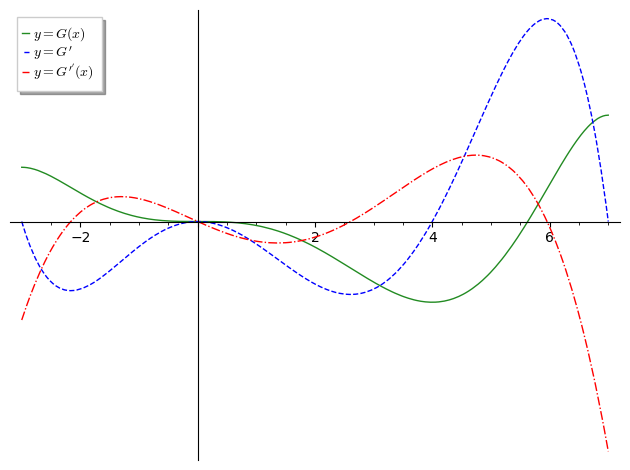 y = G(x)
y = G′
y = G′′(x)
−2 2 4 6